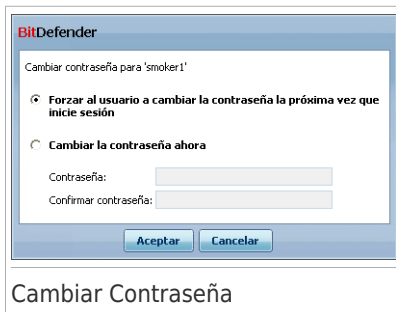 BitDefender
Cambiar contraseña para 'smoker1'
Forzar al usuario a cambiar la contraseña la próxima vez que
inicie sesión
Cambiar la contraseña ahora
Contraseña:
Confirmar contraseña:
Aceptar Cancelar
Cambiar Contraseña